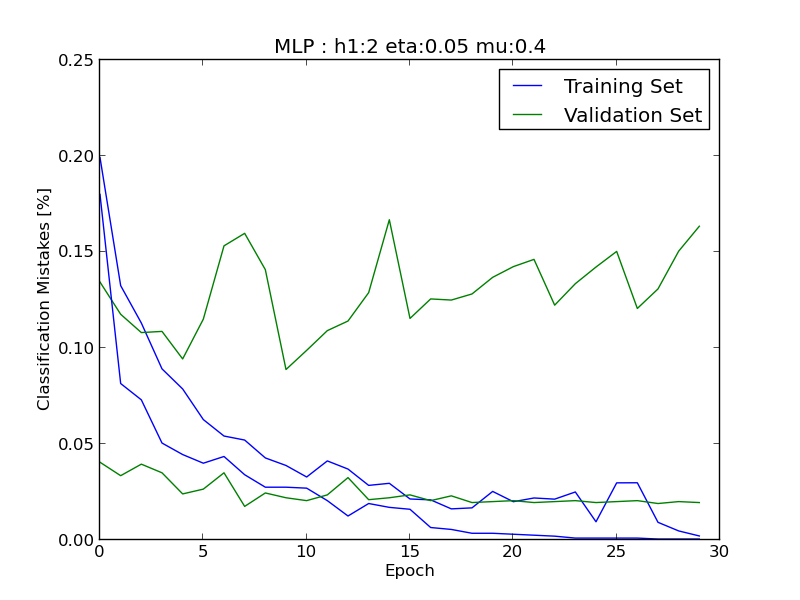 MLP : h1:2 eta:0.05 mu:0.4
Training Set
Validation Set
Classification Mistakes [%]
0.25
0.20
0.15
0.10
0.05
0.00
0 5 10 15 20 25 30
Epoch